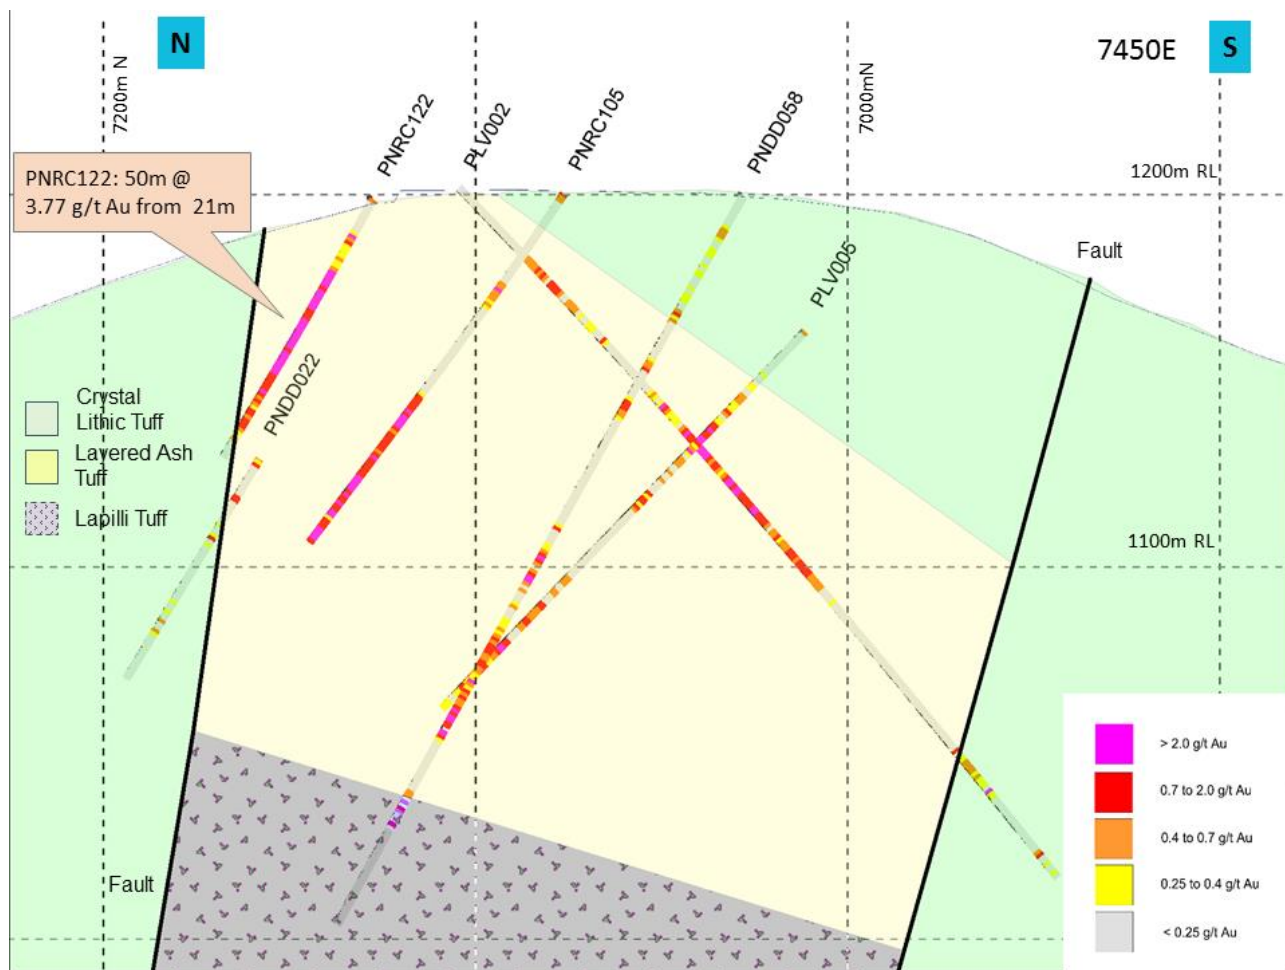 N
7450E
S
7200m N
PNRC122
PLV002
PNRC105
PNDD058
7000mN
PNRC122: 50m @
3.77 g/t Au from 21m
1200m RL
Fault
PLV005
PNDD022
Crystal
Lithic Tuff
Layered Ash
Tuff
Lapilli Tuff
1100m RL
> 2.0 g/t Au
0.7 to 2.0 g/t Au
0.4 to 0.7 g/t Au
0.25 to 0.4 g/t Au
< 0.25 g/t Au
Fault